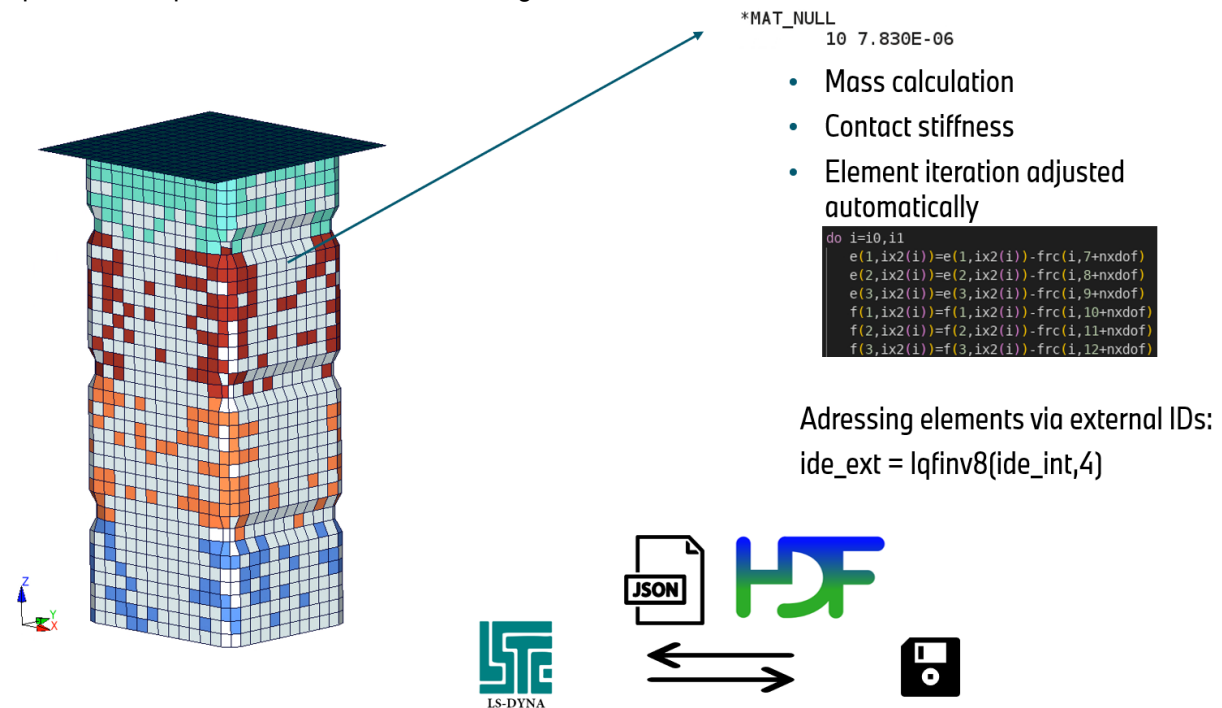 *MAT_NULL
10 7.830E-06
• Mass calculation
• Contact stiffness
• Element iteration adjusted
automatically
do i=i0,i1
e(1,ix2(i))=e(1,ix2(i))-frc(i,7+nxdof)
e(2,ix2(i))=e(2,ix2(i))-frc(i,8+nxdof)
e(3,ix2(i))=e(3,ix2(i))-frc(i,9+nxdof)
f(1,ix2(i))=f(1,ix2(i))-frc(i,10+nxdof)
f(2,ix2(i))=f(2,ix2(i))-frc(i,11+nxdof)
f(3,ix2(i))=f(3,ix2(i))-frc(i,12+nxdof)
Adressing elements via external IDs:
ide_ext = lqfinv8(ide_int,4)
Z
Y
X
JSON
HDF
LSTC
LS-DYNA